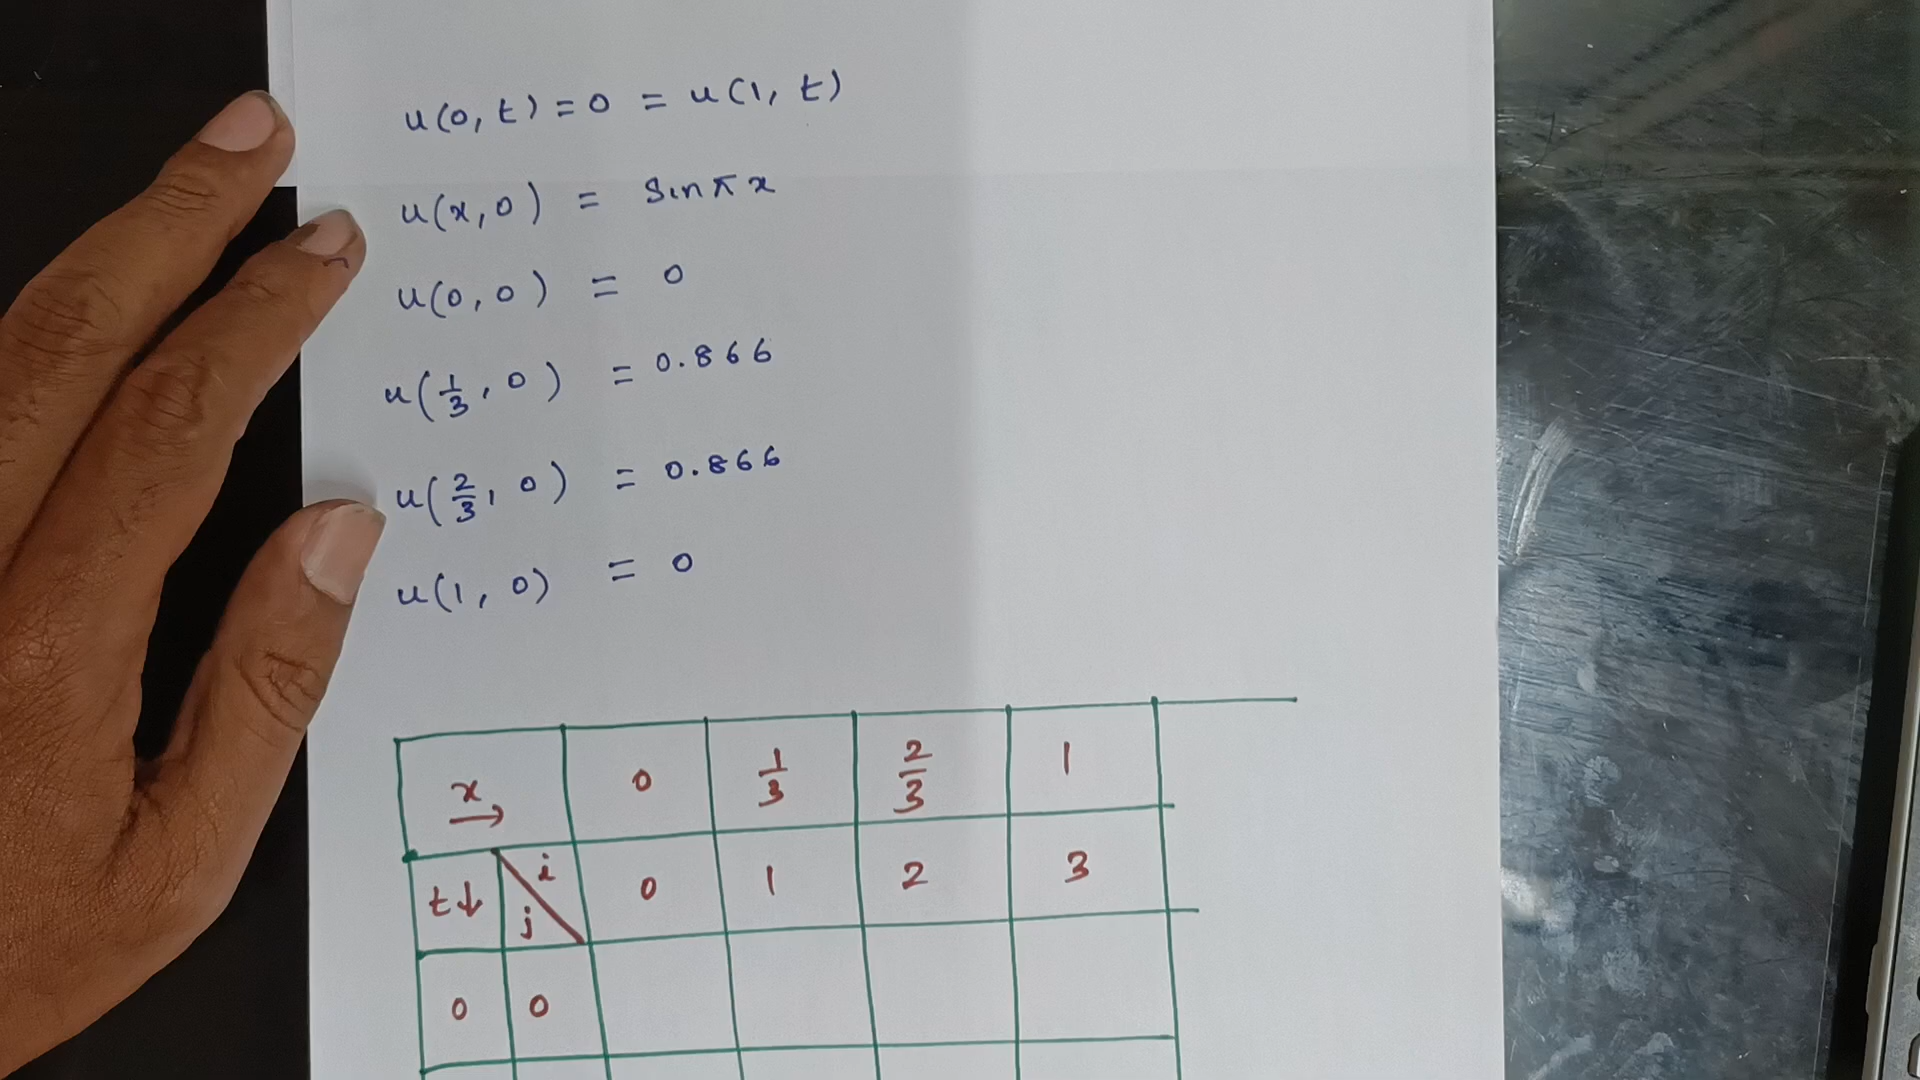 u(0, t) = 0 = u(1, t)
u(x, 0) = Sin π x
u(0, 0) = 0
u(1/3, 0) = 0.866
u(2/3, 0) = 0.866
u(1, 0) = 0
x → 0 1/3 2/3 1
t↓ i j 0 1 2 3
0 0